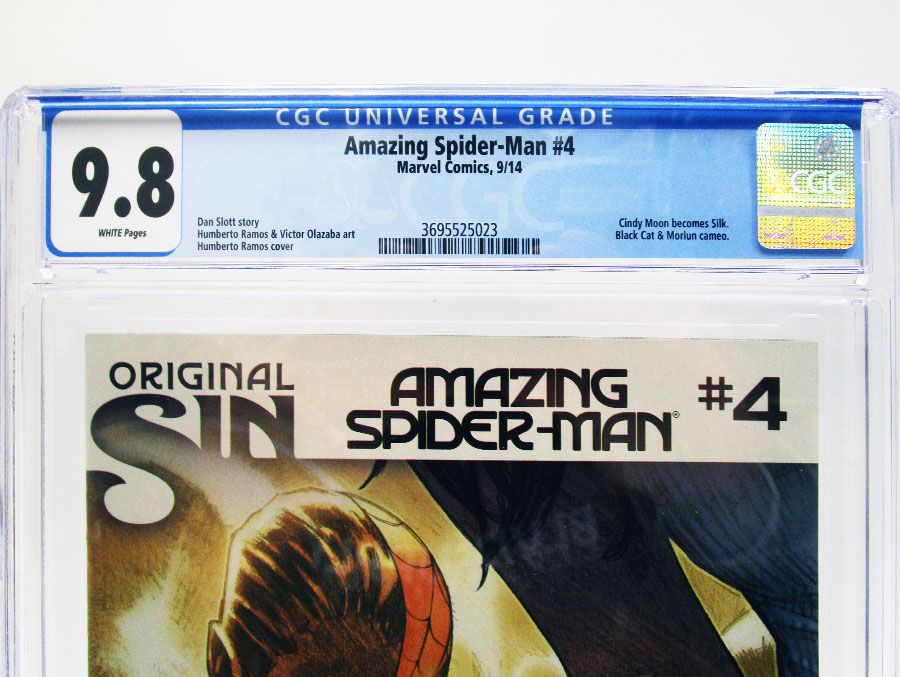 CGC UNIVERSAL GRADE
9.8
WHITE Pages
Amazing Spider-Man #4
Marvel Comics, 9/14
Dan Slott story
Humberto Ramos & Victor Olazaba art
Humberto Ramos cover
3695525023
Cindy Moon becomes Silk.
Black Cat & Morlun cameo.
CGC
ORIGINAL
SIN
AMAZING
SPIDER-MAN®
#4